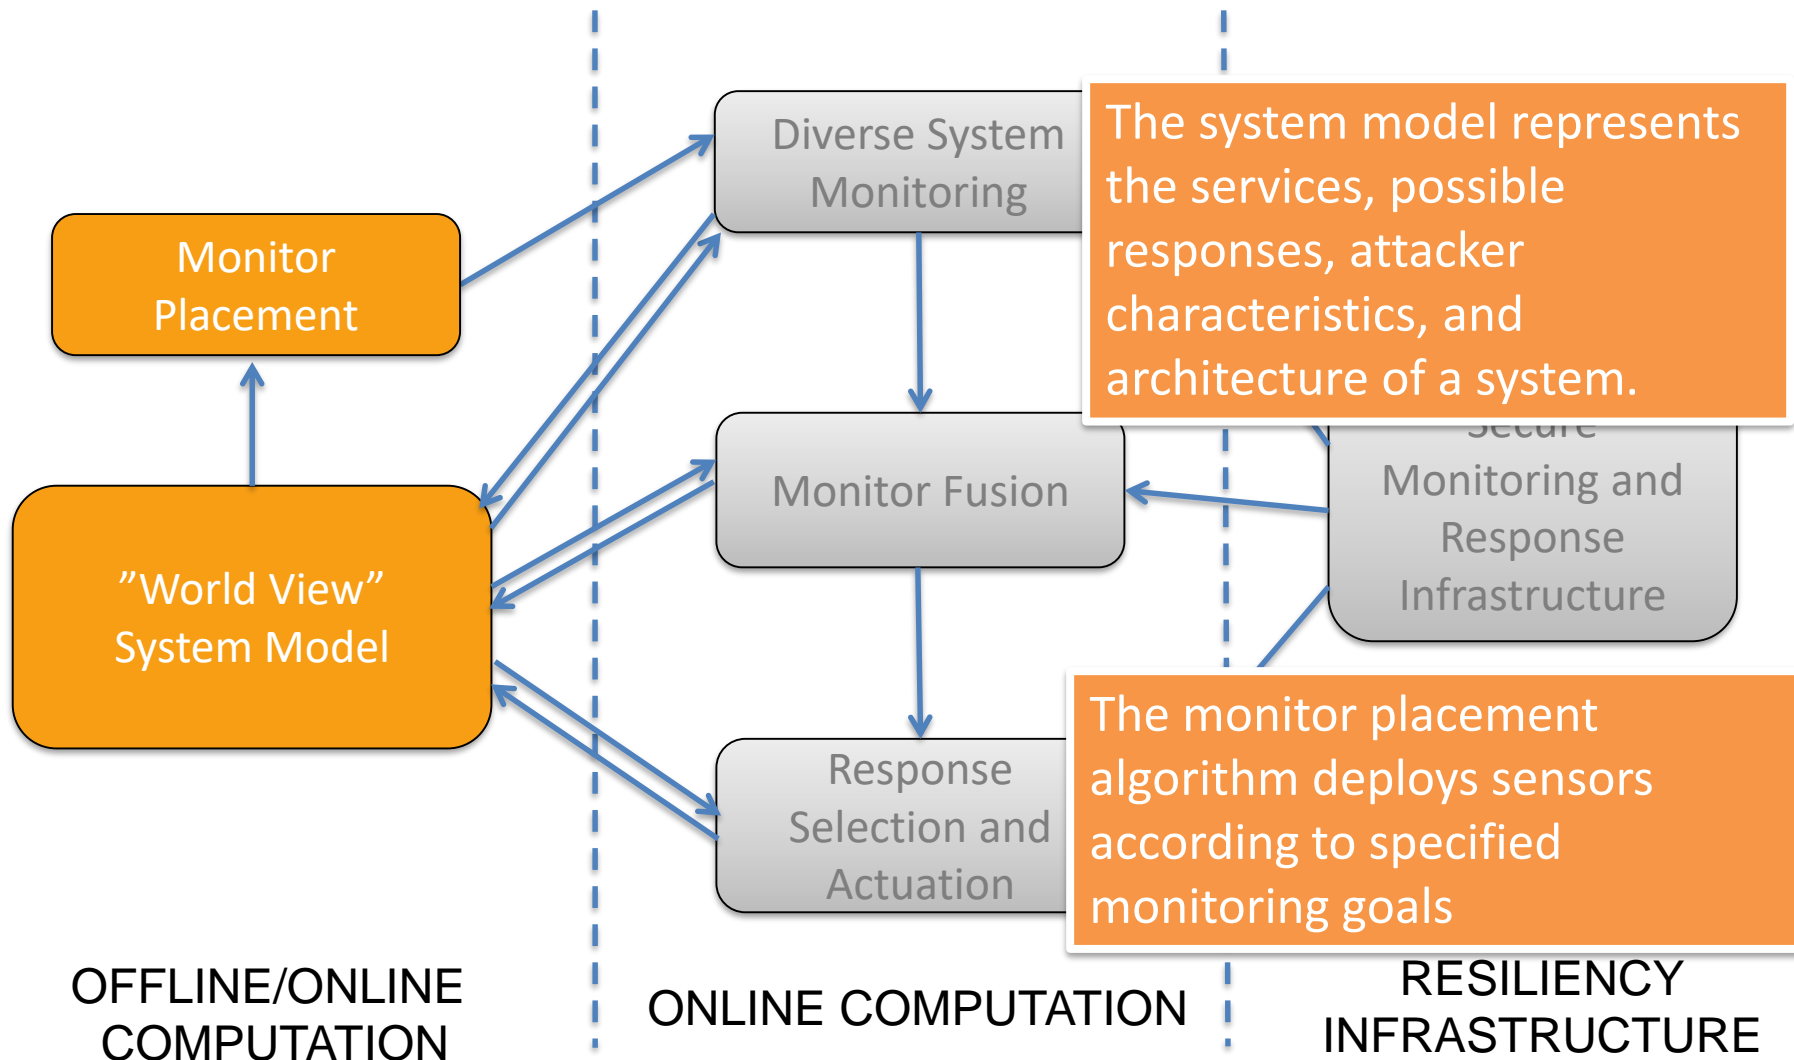 Monitor
Placement
”World View”
System Model
OFFLINE/ONLINE
COMPUTATION
Diverse System
Monitoring
Monitor Fusion
Response
Selection and
Actuation
ONLINE COMPUTATION
The system model represents
the services, possible
responses, attacker
characteristics, and
architecture of a system.
Secure
Monitoring and
Response
Infrastructure
The monitor placement
algorithm deploys sensors
according to specified
monitoring goals
RESILIENCY
INFRASTRUCTURE